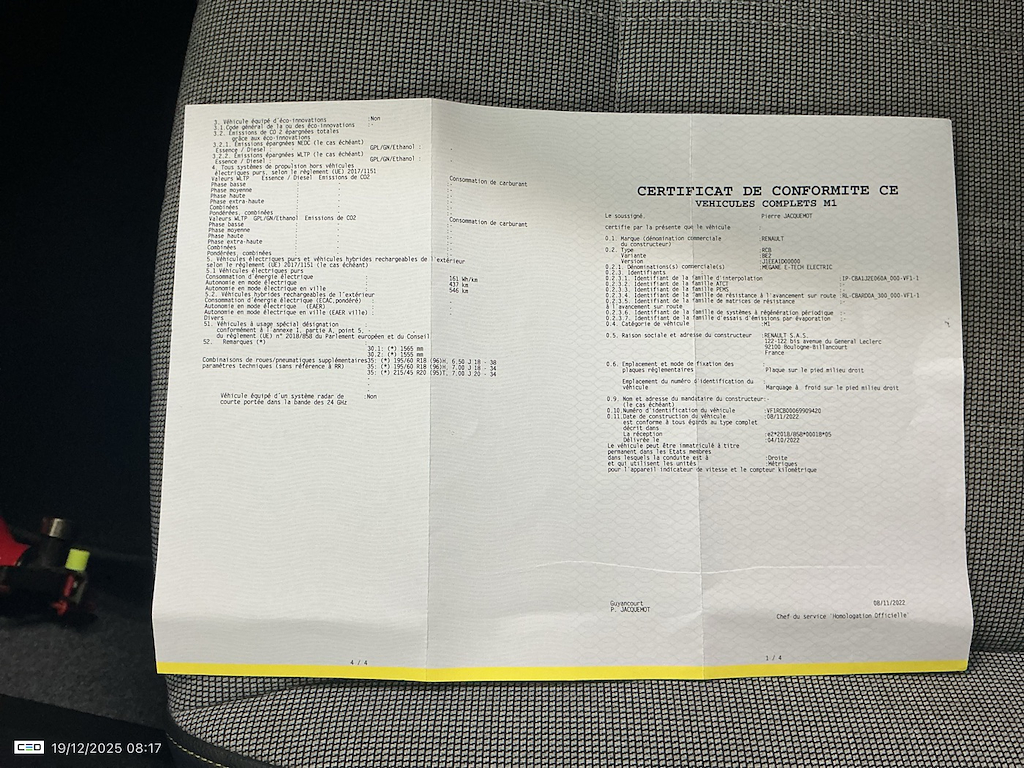 3. Véhicule équipé d'éco-innovations :Non
3.1.Code général de la ou des éco-innovations :-
3.2. Emissions de CO 2 épargnées totales
grâce aux éco-innovations
3.2.1. Emissions épargnées NEDC (le cas échéant)
Essence / Diesel : GPL/GN/Ethanol :
3.2.2. Emissions épargnées WLTP (le cas échéant)
Essence / Diesel : GPL/GN/Ethanol :
4. Tous systèmes de propulsion hors véhicules
électriques purs, selon le règlement (UE) 2017/1151
Valeurs WLTP Essence / Diesel Emissions de CO2 Consommation de carburant
Phase basse
Phase moyenne
Phase haute
Phase extra-haute
Combinées
Pondérées, combinées
Valeurs WLTP GPL/GN/Ethanol Emissions de CO2 Consommation de carburant
Phase basse
Phase moyenne
Phase haute
Phase extra-haute
Combinées
Pondérées, combinées
5. Véhicules électriques purs et véhicules hybrides rechargeables de l'extérieur
selon le règlement (UE) 2017/1151 (le cas échéant)
5.1 Véhicules électriques purs
Consommation d'énergie électrique : 161 Wh/km
Autonomie en mode électrique : 437 km
Autonomie en mode électrique en ville : 546 km
5.2. Véhicules hybrides rechargeables de l'extérieur
Consommation d'énergie électrique (ECAC,pondéré) :
Autonomie en mode électrique (EAER) :
Autonomie en mode électrique en ville (EAER ville) :
Divers
51. Véhicules à usage spécial désignation
conformément à l'annexe I, partie A, point 5,
du règlement (UE) n° 2018/858 du Parlement européen et du Conseil
52. Remarques (*)
30.1: (*) 1565 mm
30.2: (*) 1555 mm
Combinaisons de roues/pneumatiques supplémentaires 35: (*) 195/60 R18 (96)H, 6.50 J 18 - 38
paramètres techniques (sans référence à RR) 35: (*) 195/60 R18 (96)H, 7.00 J 18 - 34
35: (*) 215/45 R20 (95)T, 7.00 J 20 - 34
Véhicule équipé d'un système radar de :Non
courte portée dans la bande des 24 GHz
4 / 4
CERTIFICAT DE CONFORMITE CE
VEHICULES COMPLETS M1
Le soussigné, Pierre JACQUEMOT
certifie par la présente que le véhicule :
0.1. Marque (dénomination commerciale :RENAULT
du constructeur)
0.2. Type :RCB
Variante :BE2
Version
0.2.1. Dénominations(s) commerciale(s) :MEGANE E-TECH ELECTRIC
0.2.3. Identifiants
0.2.3.1. Identifiant de la famille d'interpolation
0.2.3.2. Identifiant de la famille ATCT :-
0.2.3.3. Identifiant de la famille PEMS :-
0.2.3.4. Identifiant de la famille de résistance à l'avancement sur route
0.2.3.5. Identifiant de la famille de matrices de résistance
à l'avancement sur route :-
0.2.3.6. Identifiant de la famille de systèmes à régénération périodique :-
0.2.3.7. Identifiant de la famille d'essais d'émissions par évaporation :-
0.4. Catégorie de véhicule :M1
0.5. Raison sociale et adresse du constructeur :RENAULT S.A.S.
122-122 bis avenue du General Leclerc
92100 Boulogne-Billancourt
France
0.6. Emplacement et mode de fixation des
plaques réglementaires : Plaque sur le pied milieu droit
Emplacement du numéro d'identification du
véhicule : Marquage à froid sur le pied milieu droit
0.9. Nom et adresse du mandataire du constructeur:-
(le cas échéant)
0.10.Numéro d'identification du véhicule :VF1RCB00069909420
0.11.Date de construction du véhicule :08/11/2022
est conforme à tous égards au type complet
décrit dans
La réception :e2*2018/858*00018*05
Délivrée le :04/10/2022
Le véhicule peut être immatriculé à titre
permanent dans les Etats membres
dans lesquels la conduite est à :Droite
et qui utilisent les unités :Métriques
pour l'appareil indicateur de vitesse et le compteur kilométrique
Guyancourt 08/11/2022
P. JACQUEMOT
Chef du service 'Homologation Officielle'
1 / 4
19/12/2025 08:17